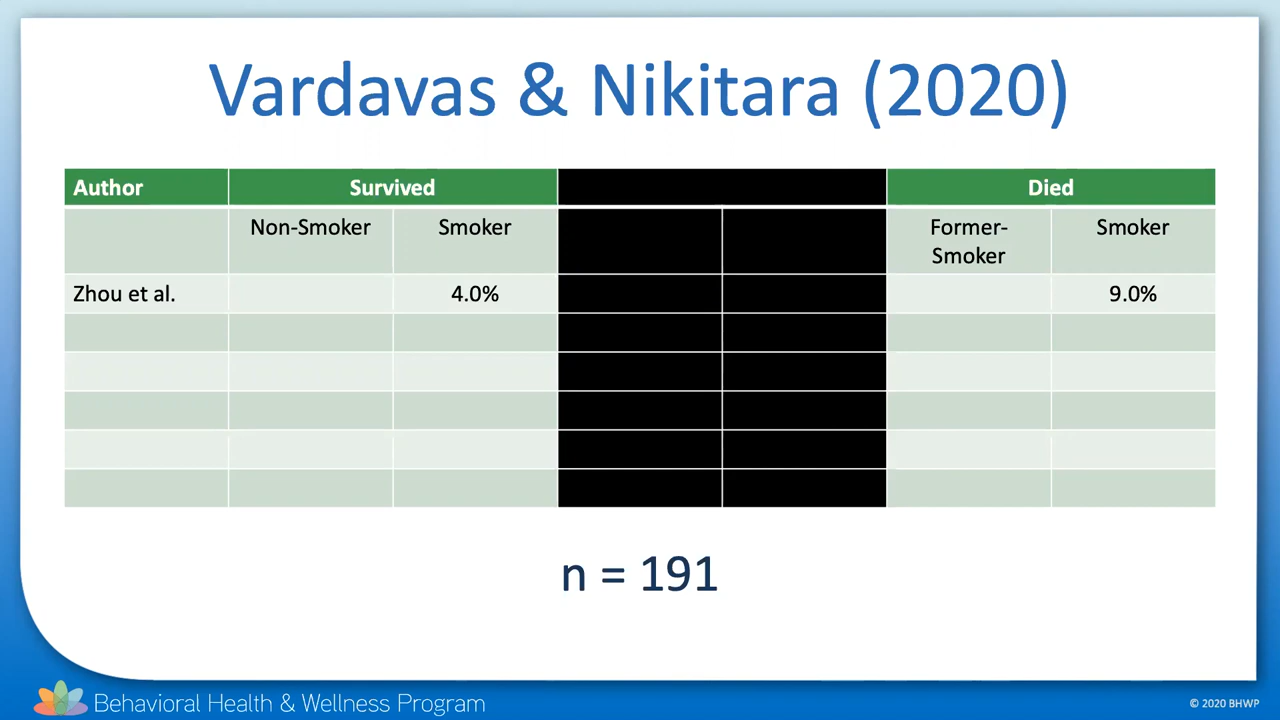 Vardavas & Nikitara (2020)
Author Survived Died
Non-Smoker Smoker Former-Smoker Smoker
Zhou et al. 4.0% 9.0%
n = 191
Behavioral Health & Wellness Program
© 2020 BHWP